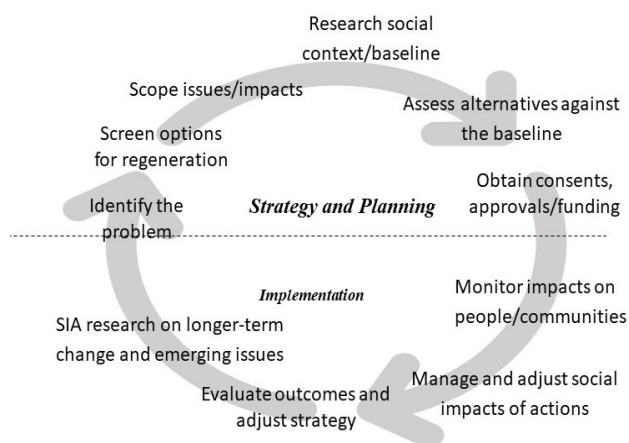 Research social
context/baseline
Scope issues/impacts
Assess alternatives against
the baseline
Screen options
for regeneration
Obtain consents,
approvals/funding
Identify the
problem
Strategy and Planning
Implementation
Monitor impacts on
people/communities
SIA research on longer-term
change and emerging issues
Manage and adjust social
impacts of actions
Evaluate outcomes and
adjust strategy